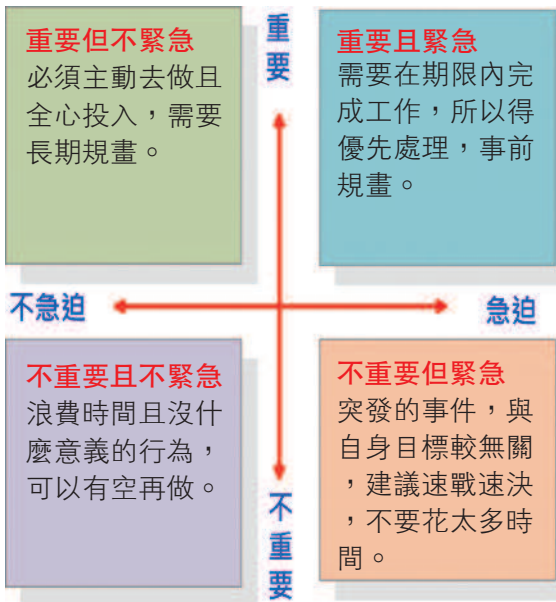 重要
重要但不緊急
必須主動去做且
全心投入，需要
長期規畫。
重要且緊急
需要在期限內完
成工作，所以得
優先處理，事前
規畫。
不急迫
急迫
不重要且不緊急
浪費時間且沒什
麼意義的行為，
可以有空再做。
不重要但緊急
突發的事件，與
自身目標較無關
，建議速戰速決
，不要花太多時
間。
不重要